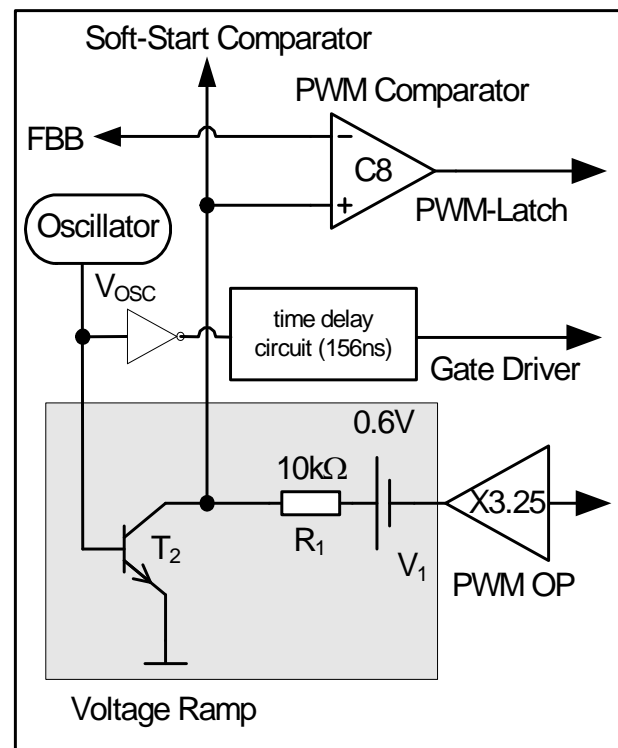 Soft-Start Comparator
PWM Comparator
FBB
−
C8
+
Oscillator
PWM-Latch
VOSC
time delay
circuit (156ns)
Gate Driver
0.6V
10kΩ
X3.25
T2
R1
V1
PWM OP
Voltage Ramp